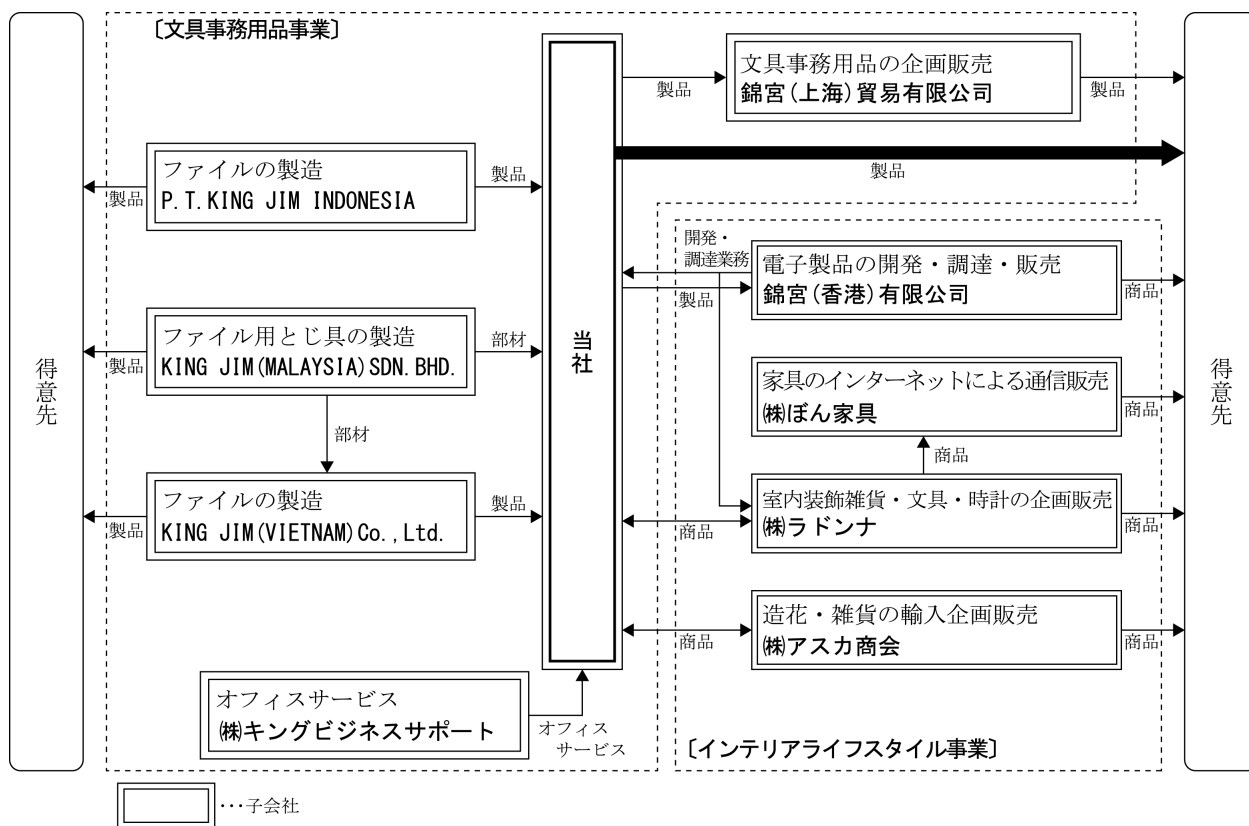 〔文具事務用品事業〕
文具事務用品の企画販売
錦宮(上海)貿易有限公司
製品
製品
製品
ファイルの製造
P.T.KING JIM INDONESIA
製品
製品
開発・
調達業務
製品
電子製品の開発・調達・販売
錦宮(香港)有限公司
商品
ファイル用とじ具の製造
KING JIM(MALAYSIA)SDN.BHD.
製品
部材
部材
当社
得意先
得意先
家具のインターネットによる通信販売
㈱ぼん家具
商品
商品
ファイルの製造
KING JIM(VIETNAM)Co.,Ltd.
製品
製品
室内装飾雑貨・文具・時計の企画販売
㈱ラドンナ
商品
商品
造花・雑貨の輸入企画販売
㈱アスカ商会
商品
商品
オフィスサービス
㈱キングビジネスサポート
オフィス
サービス
〔インテリアライフスタイル事業〕
･･･子会社